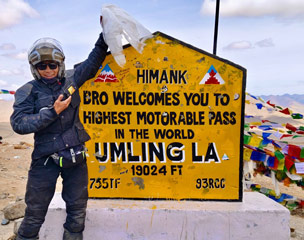 HIMANK
BRO WELCOMES YOU TO
HIGHEST MOTORABLE PASS
IN THE WORLD
UMLING LA
19024 FT
755TF 93RCC